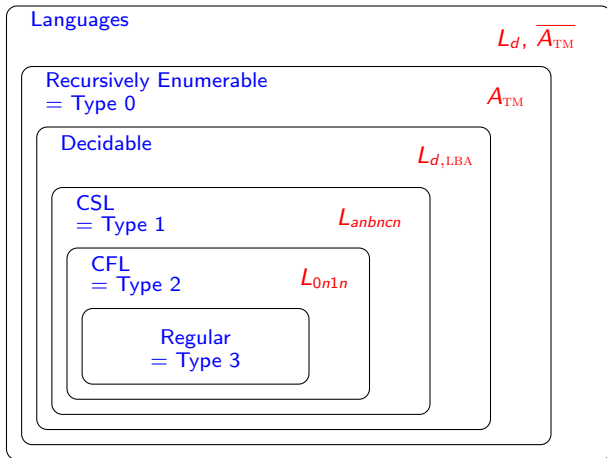 Languages
L_d, \overline{A_{TM}}
Recursively Enumerable
= Type 0
A_{TM}
Decidable
L_{d,LBA}
CSL
= Type 1
L_{anbncn}
CFL
= Type 2
L_{0n1n}
Regular
= Type 3